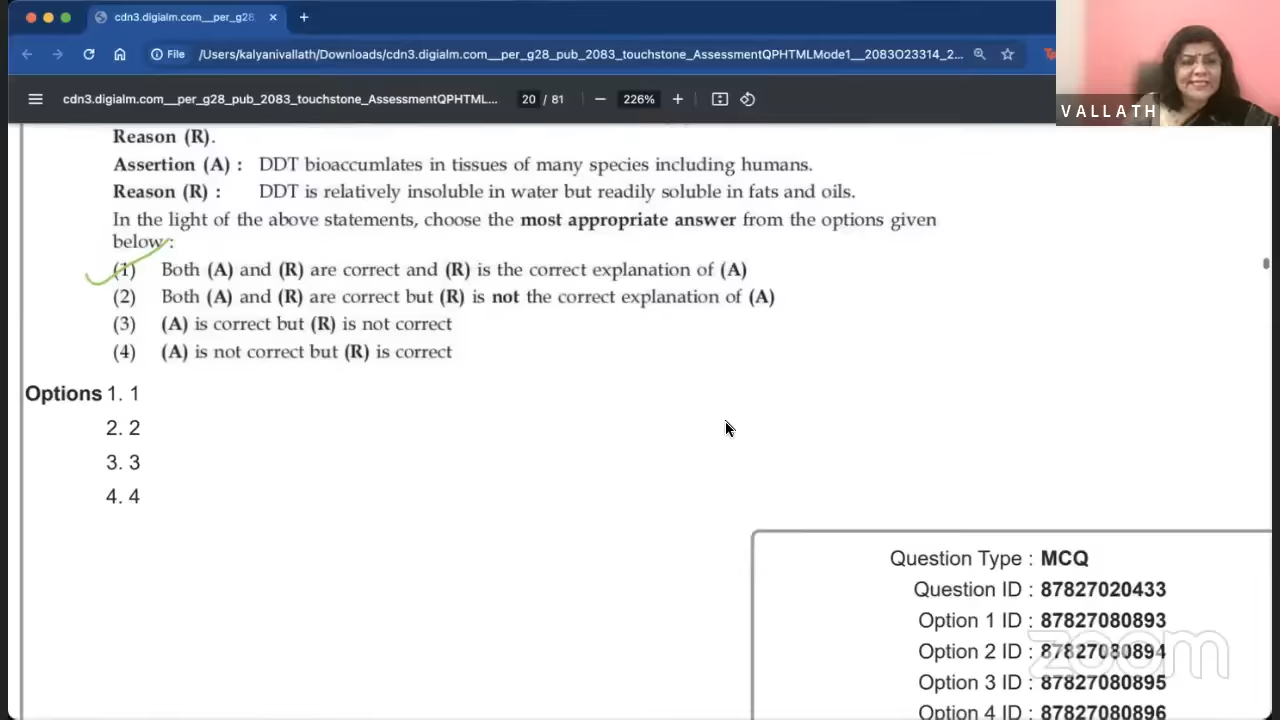 cdn3.digialm.com__per_g28
File
/Users/kalyanivallath/Downloads/cdn3.digialm.com__per_g28_pub_2083_touchstone_AssessmentQPHTMLMode1__2083O23314_2...
VALLATH
cdn3.digialm.com__per_g28_pub_2083_touchstone_AssessmentQPHTML...
20 / 81
226%
Reason (R).
Assertion (A) : DDT bioaccumlates in tissues of many species including humans.
Reason (R) : DDT is relatively insoluble in water but readily soluble in fats and oils.
In the light of the above statements, choose the most appropriate answer from the options given
below :
(1) Both (A) and (R) are correct and (R) is the correct explanation of (A)
(2) Both (A) and (R) are correct but (R) is not the correct explanation of (A)
(3) (A) is correct but (R) is not correct
(4) (A) is not correct but (R) is correct
Options 1. 1
2. 2
3. 3
4. 4
Question Type : MCQ
Question ID : 87827020433
Option 1 ID : 87827080893
Option 2 ID : 87827080894
Option 3 ID : 87827080895
Option 4 ID : 87827080896
zoom